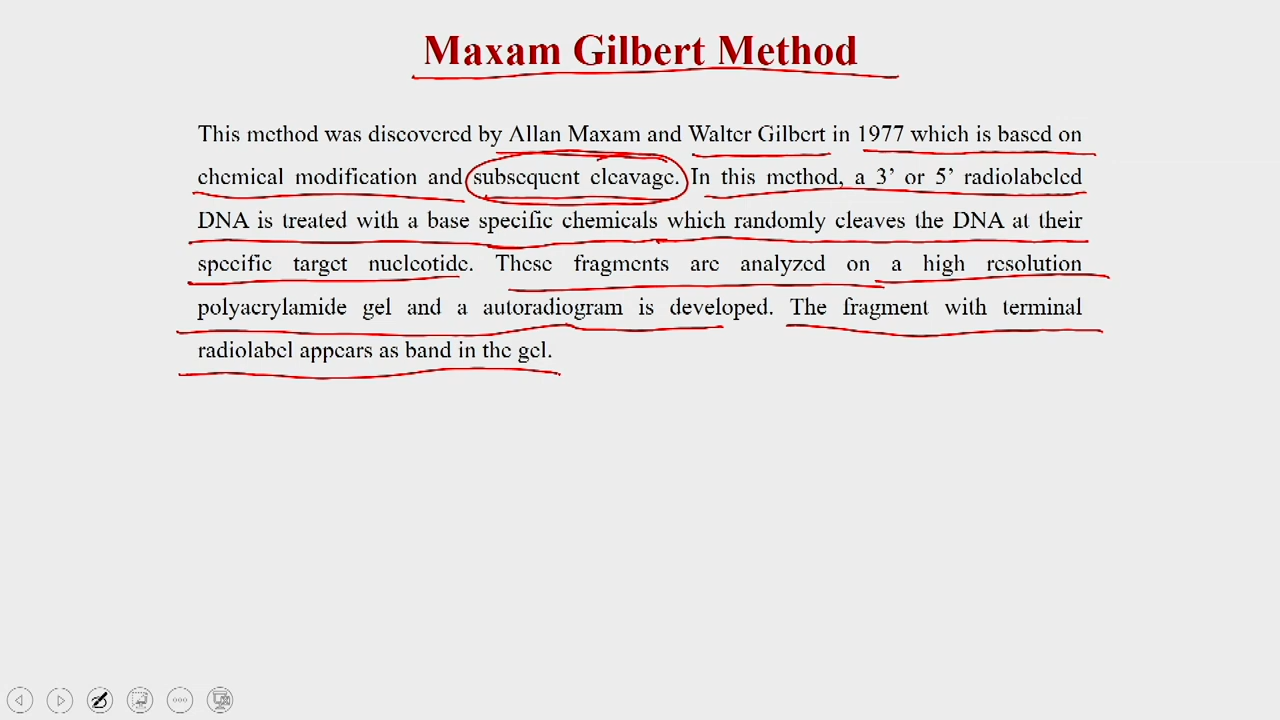 Maxam Gilbert Method
This method was discovered by Allan Maxam and Walter Gilbert in 1977 which is based on
chemical modification and subsequent cleavage. In this method, a 3’ or 5’ radiolabeled
DNA is treated with a base specific chemicals which randomly cleaves the DNA at their
specific target nucleotide. These fragments are analyzed on a high resolution
polyacrylamide gel and a autoradiogram is developed. The fragment with terminal
radiolabel appears as band in the gel.